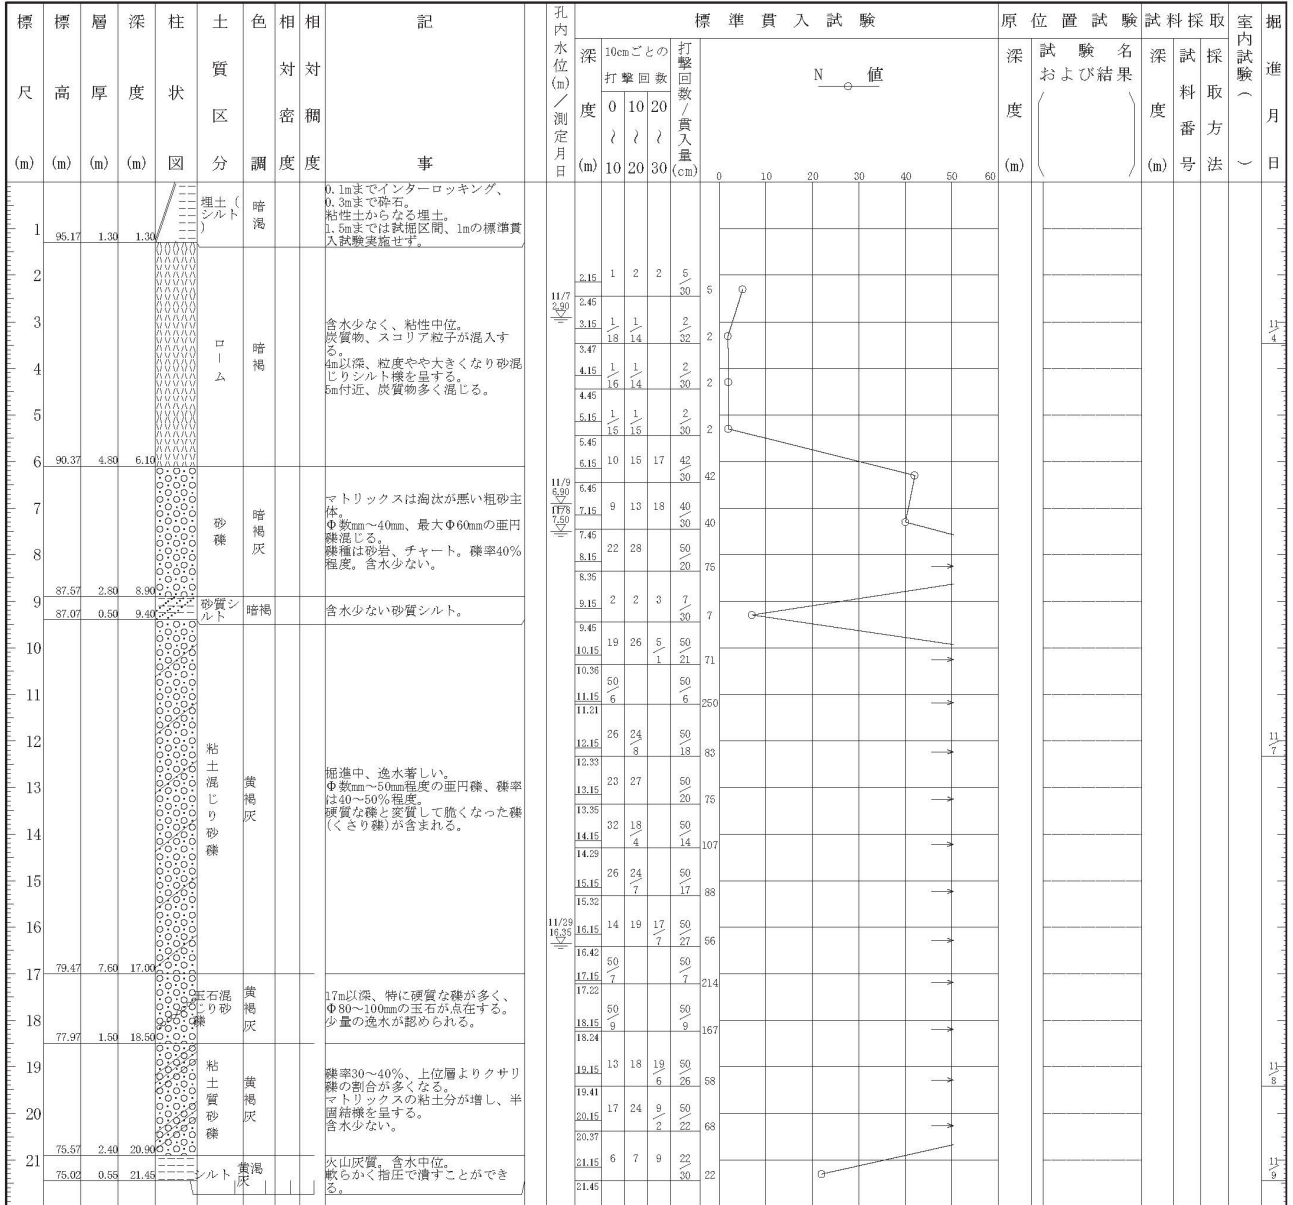 標尺(m) 標高(m) 層厚(m) 深度(m) 柱状図 土質区分 色調 相対密度 相対稠度 記事 孔内水位(m)／測定月日 標準貫入試験 原位置試験 試料採取 室内試験（ ） 掘進月日
深度(m) 10cmごとの打撃回数 0〜10 10〜20 20〜30 打撃回数/貫入量(cm) N 値 深度(m) 試験名および結果 深度(m) 試料番号 採取方法
0 10 20 30 40 50 60
1
2
3
4
5
6
7
8
9
10
11
12
13
14
15
16
17
18
19
20
21
95.17 1.30 1.30
埋土（シルト） 暗渇
0.1mまでインターロッキング、
0.3mまで砕石。
粘性土からなる埋土。
1.5mまでは試掘区間、1mの標準貫
入試験実施せず。
90.37 4.80 6.10
ローム 暗褐
含水少なく、粘性中位。
炭質物、スコリア粒子が混入す
る。
4m以深、粒度やや大きくなり砂混
じりシルト様を呈する。
5m付近、炭質物多く混じる。
87.57 2.80 8.90
砂礫 暗褐灰
マトリックスは淘汰が悪い粗砂主
体。
Φ数mm〜40mm、最大Φ60mmの亜円
礫混じる。
礫種は砂岩、チャート。礫率40%
程度。含水少ない。
87.07 0.50 9.40
砂質シルト 暗褐
含水少ない砂質シルト。
79.47 7.60 17.00
粘土混じり砂礫 黄褐灰
掘進中、逸水著しい。
Φ数mm〜50mm程度の亜円礫、礫率
は40〜50%程度。
硬質な礫と変質して脆くなった礫
(くさり礫)が含まれる。
77.97 1.50 18.50
玉石混じり砂礫 黄褐灰
17m以深、特に硬質な礫が多く、
Φ80〜100mmの玉石が点在する。
少量の逸水が認められる。
75.57 2.40 20.90
粘土質砂礫 黄褐灰
礫率30〜40%、上位層よりクサリ
礫の割合が多くなる。
マトリックスの粘土分が増し、半
固結様を呈する。
含水少ない。
75.02 0.55 21.45
シルト 黄渇灰
火山灰質。含水中位。
軟らかく指圧で潰すことができ
る。
11/7 2.90
11/9 6.90
11/8 7.50
11/29 16.35
2.15 1 2 2 5/30 5
2.45
3.15 1/18 1/14 2/32 2
3.47
4.15 1/16 1/14 2/30 2
4.45
5.15 1/15 1/15 2/30 2
5.45
6.15 10 15 17 42/30 42
6.45
7.15 9 13 18 40/30 40
7.45
8.15 22 28 50/20 75
8.35
9.15 2 2 3 7/30 7
9.45
10.15 19 26 5/1 50/21 71
10.36
11.15 50/6 50/6 250
11.21
12.15 26 24/8 50/18 83
12.33
13.15 23 27 50/20 75
13.35
14.15 32 18/4 50/14 107
14.29
15.15 26 24/7 50/17 88
15.32
16.15 14 19 17/7 50/27 56
16.42
17.15 50/7 50/7 214
17.22
18.15 50/9 50/9 167
18.24
19.15 13 18 19/6 50/26 58
19.41
20.15 17 24 9/2 50/22 68
20.37
21.15 6 7 9 22/30 22
21.45
11/4
11/7
11/8
11/9